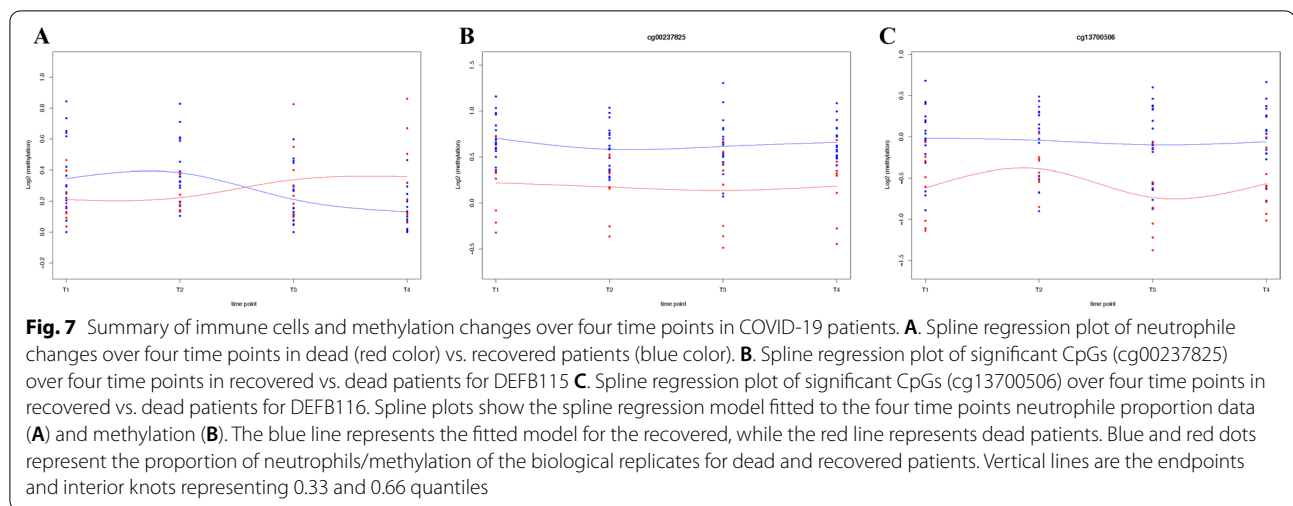 A
B
C
cg00237825
cg13700506
Log2 (methylation)
1.0
0.8
0.6
0.4
0.2
0.0
-0.2
T1 T2 T3 T4
time point
Log2 (methylation)
1.5
1.0
0.5
0.0
-0.5
T1 T2 T3 T4
time point
Log2 (methylation)
1.0
0.5
0.0
-0.5
-1.0
-1.5
T1 T2 T3 T4
time point
Fig. 7 Summary of immune cells and methylation changes over four time points in COVID-19 patients. A. Spline regression plot of neutrophile
changes over four time points in dead (red color) vs. recovered patients (blue color). B. Spline regression plot of significant CpGs (cg00237825)
over four time points in recovered vs. dead patients for DEFB115 C. Spline regression plot of significant CpGs (cg13700506) over four time points in
recovered vs. dead patients for DEFB116. Spline plots show the spline regression model fitted to the four time points neutrophile proportion data
(A) and methylation (B). The blue line represents the fitted model for the recovered, while the red line represents dead patients. Blue and red dots
represent the proportion of neutrophils/methylation of the biological replicates for dead and recovered patients. Vertical lines are the endpoints
and interior knots representing 0.33 and 0.66 quantiles